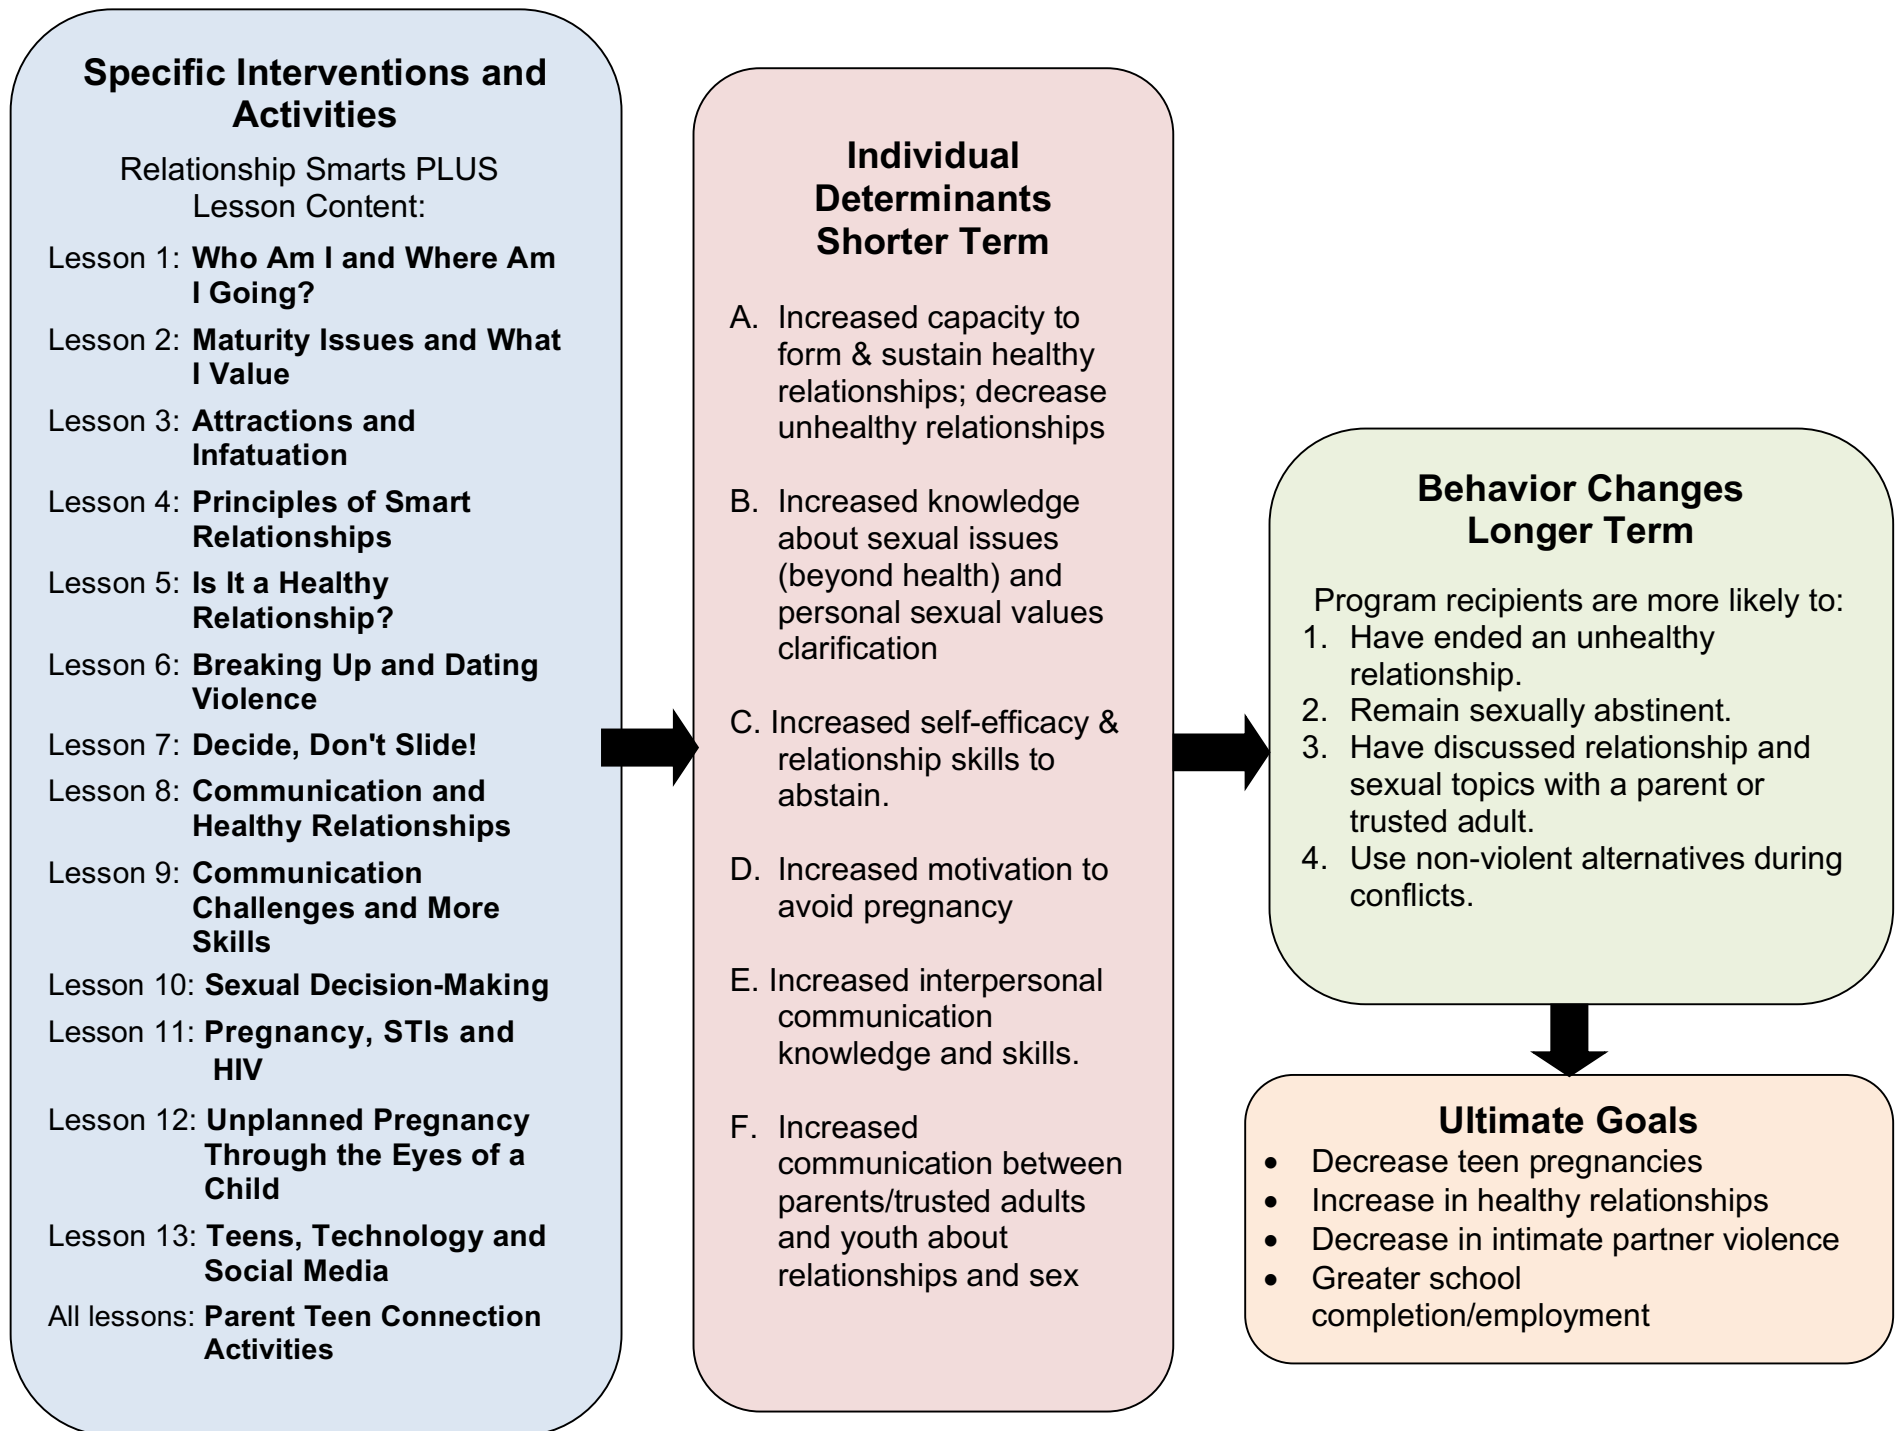 Specific Interventions and
Activities
Relationship Smarts PLUS
Lesson Content:
Lesson 1: Who Am I and Where Am
I Going?
Lesson 2: Maturity Issues and What
I Value
Lesson 3: Attractions and
Infatuation
Lesson 4: Principles of Smart
Relationships
Lesson 5: Is It a Healthy
Relationship?
Lesson 6: Breaking Up and Dating
Violence
Lesson 7: Decide, Don't Slide!
Lesson 8: Communication and
Healthy Relationships
Lesson 9: Communication
Challenges and More
Skills
Lesson 10: Sexual Decision-Making
Lesson 11: Pregnancy, STIs and
HIV
Lesson 12: Unplanned Pregnancy
Through the Eyes of a
Child
Lesson 13: Teens, Technology and
Social Media
All lessons: Parent Teen Connection
Activities
Individual
Determinants
Shorter Term
A. Increased capacity to
form & sustain healthy
relationships; decrease
unhealthy relationships
B. Increased knowledge
about sexual issues
(beyond health) and
personal sexual values
clarification
C. Increased self-efficacy &
relationship skills to
abstain.
D. Increased motivation to
avoid pregnancy
E. Increased interpersonal
communication
knowledge and skills.
F. Increased
communication between
parents/trusted adults
and youth about
relationships and sex
Behavior Changes
Longer Term
Program recipients are more likely to:
1. Have ended an unhealthy
relationship.
2. Remain sexually abstinent.
3. Have discussed relationship and
sexual topics with a parent or
trusted adult.
4. Use non-violent alternatives during
conflicts.
Ultimate Goals
• Decrease teen pregnancies
• Increase in healthy relationships
• Decrease in intimate partner violence
• Greater school
completion/employment